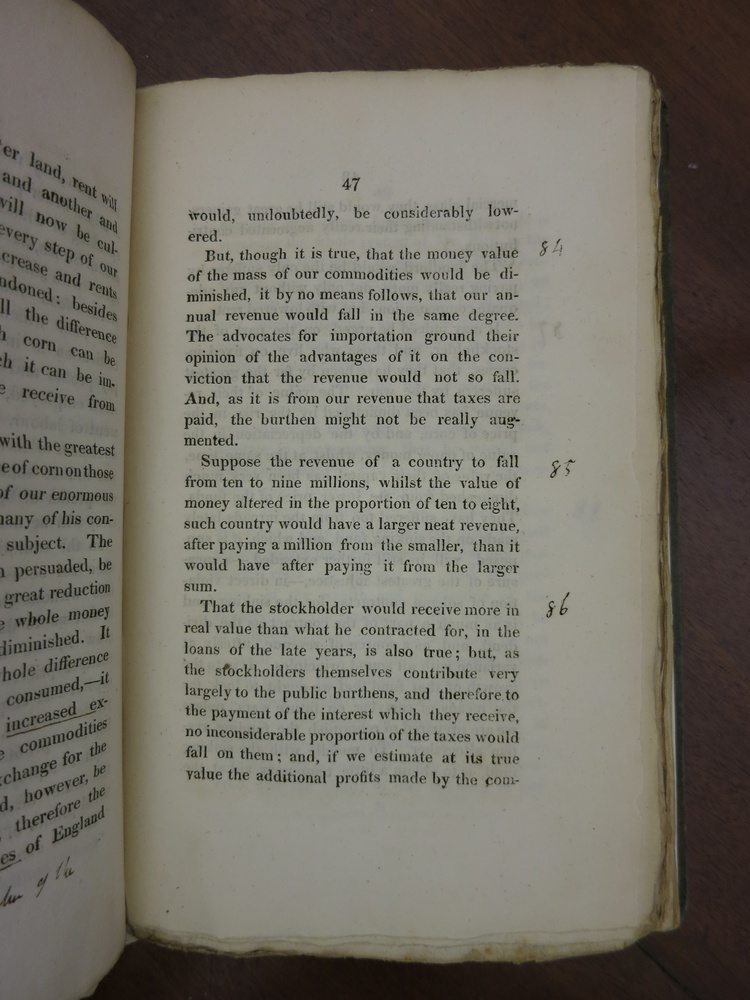 er land, rent will
and another and
will now be cul-
every step of our
crease and rents
ndoned: besides
ll the difference
corn can be
ch it can be im-
receive from
with the greatest
e of corn on those
of our enormous
many of his con-
subject. The
persuaded, be
great reduction
whole money
diminished. It
hole difference
consumed,—it
increased ex-
commodities
change for the
d, however, be
therefore the
es of England
of the
47
would, undoubtedly, be considerably low-
ered.
But, though it is true, that the money value 84
of the mass of our commodities would be di-
minished, it by no means follows, that our an-
nual revenue would fall in the same degree.
The advocates for importation ground their
opinion of the advantages of it on the con-
viction that the revenue would not so fall.
And, as it is from our revenue that taxes are
paid, the burthen might not be really aug-
mented.
Suppose the revenue of a country to fall 85
from ten to nine millions, whilst the value of
money altered in the proportion of ten to eight,
such country would have a larger neat revenue,
after paying a million from the smaller, than it
would have after paying it from the larger
sum.
That the stockholder would receive more in 86
real value than what he contracted for, in the
loans of the late years, is also true; but, as
the stockholders themselves contribute very
largely to the public burthens, and therefore to
the payment of the interest which they receive,
no inconsiderable proportion of the taxes would
fall on them; and, if we estimate at its true
value the additional profits made by the com-